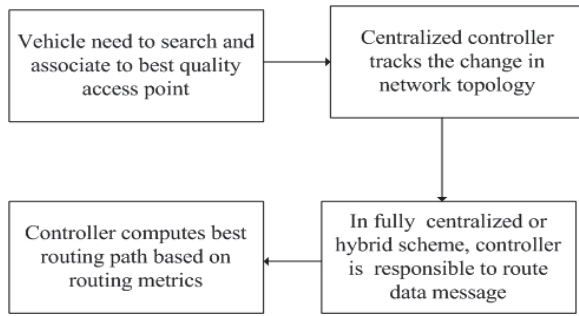 Vehicle need to search and
associate to best quality
access point
Centralized controller
tracks the change in
network topology
In fully centralized or
hybrid scheme, controller
is responsible to route
data message
Controller computes best
routing path based on
routing metrics